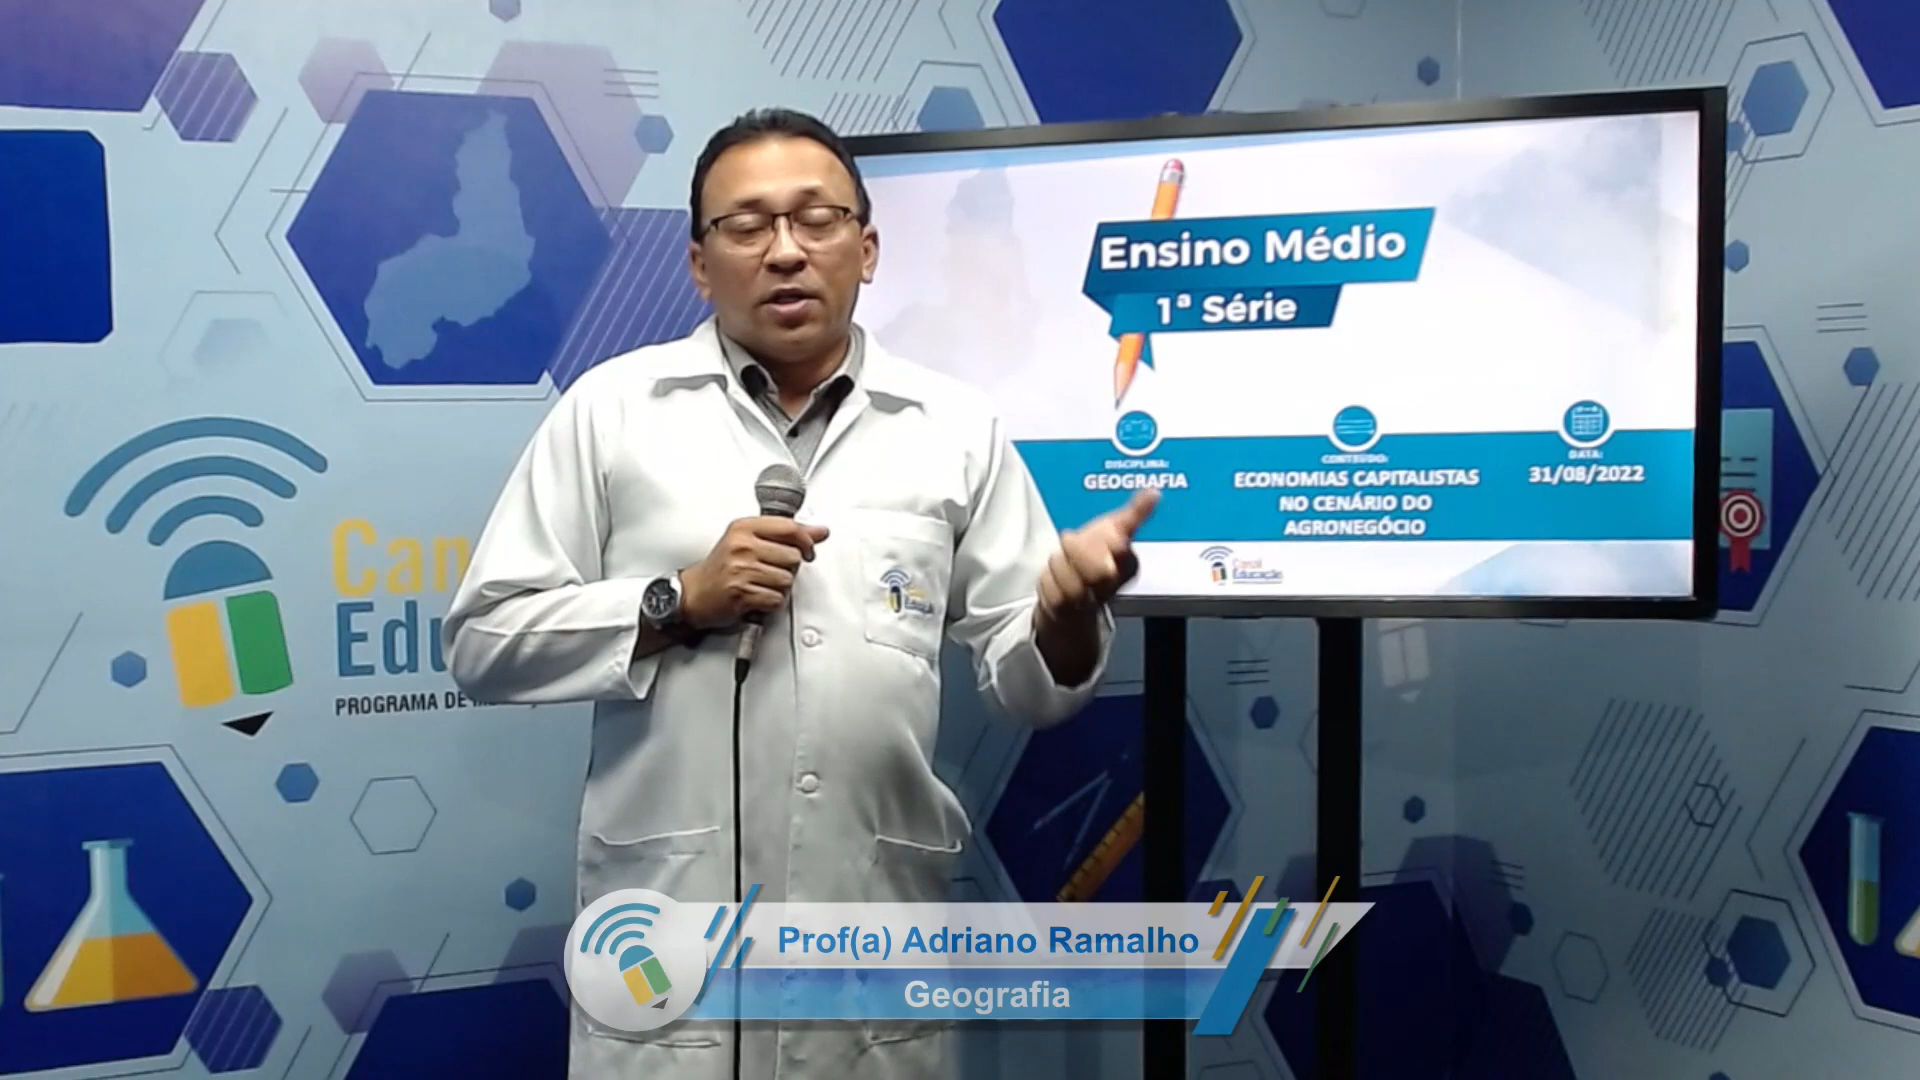 Ensino Médio
1ª Série
DISCIPLINA:
GEOGRAFIA
CONTEÚDO:
ECONOMIAS CAPITALISTAS
NO CENÁRIO DO
AGRONEGÓCIO
DATA:
31/08/2022
Canal
Educação
PROGRAMA DE
Prof(a) Adriano Ramalho
Geografia